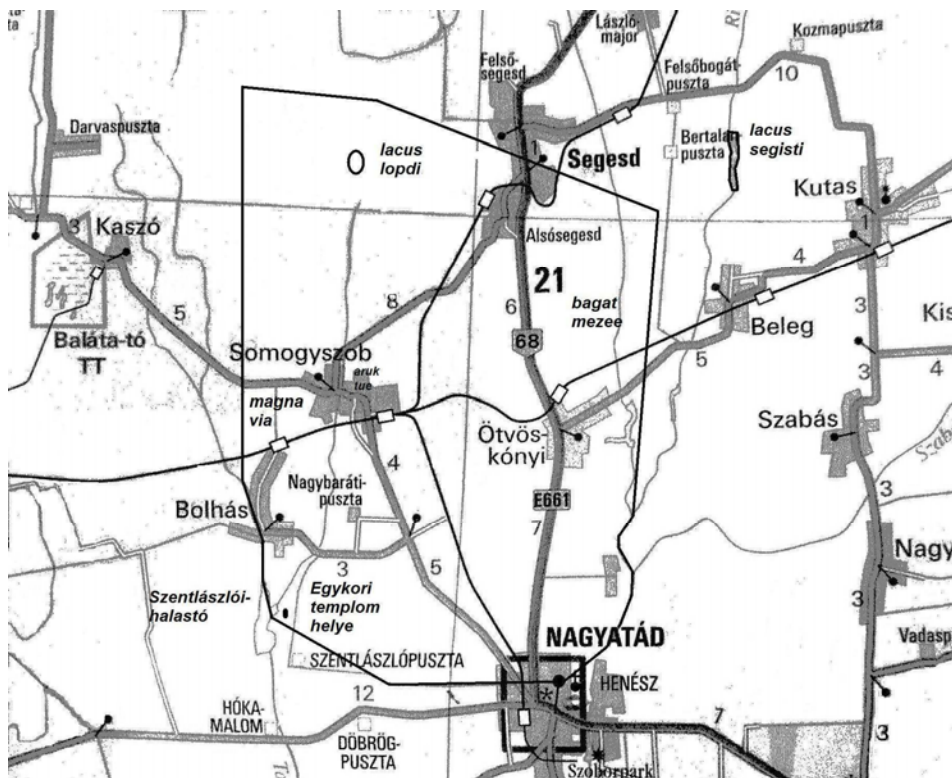 László-
major
Kozmapuszta
10
Felső-
segesd
Felsőbogát-
puszta
Darvaspuszta
lacus
lopdi
1
Segesd
Bertalan-
puszta
lacus
segisti
Kutas
1
3
Kaszó
Alsósegesd
21
4
5
8
6
bagat
mezee
3
Baláta-tó
68
Beleg
Kis
Somogyszob
aruk
tue
5
4
3
magna
via
Ötvös-
kónyi
Szabás
4
Nagybaráti-
puszta
E661
Bolhás
7
3
3
5
Nagy
Szentlászlói-
halastó
Egykori
templom
helye
3
NAGYATÁD
Vadasp
SZENTLÁSZLÓPUSZTA
HENÉSZ
12
HÓKA-
MALOM
DÖBRÖG-
PUSZTA
7
3
Szoborpark